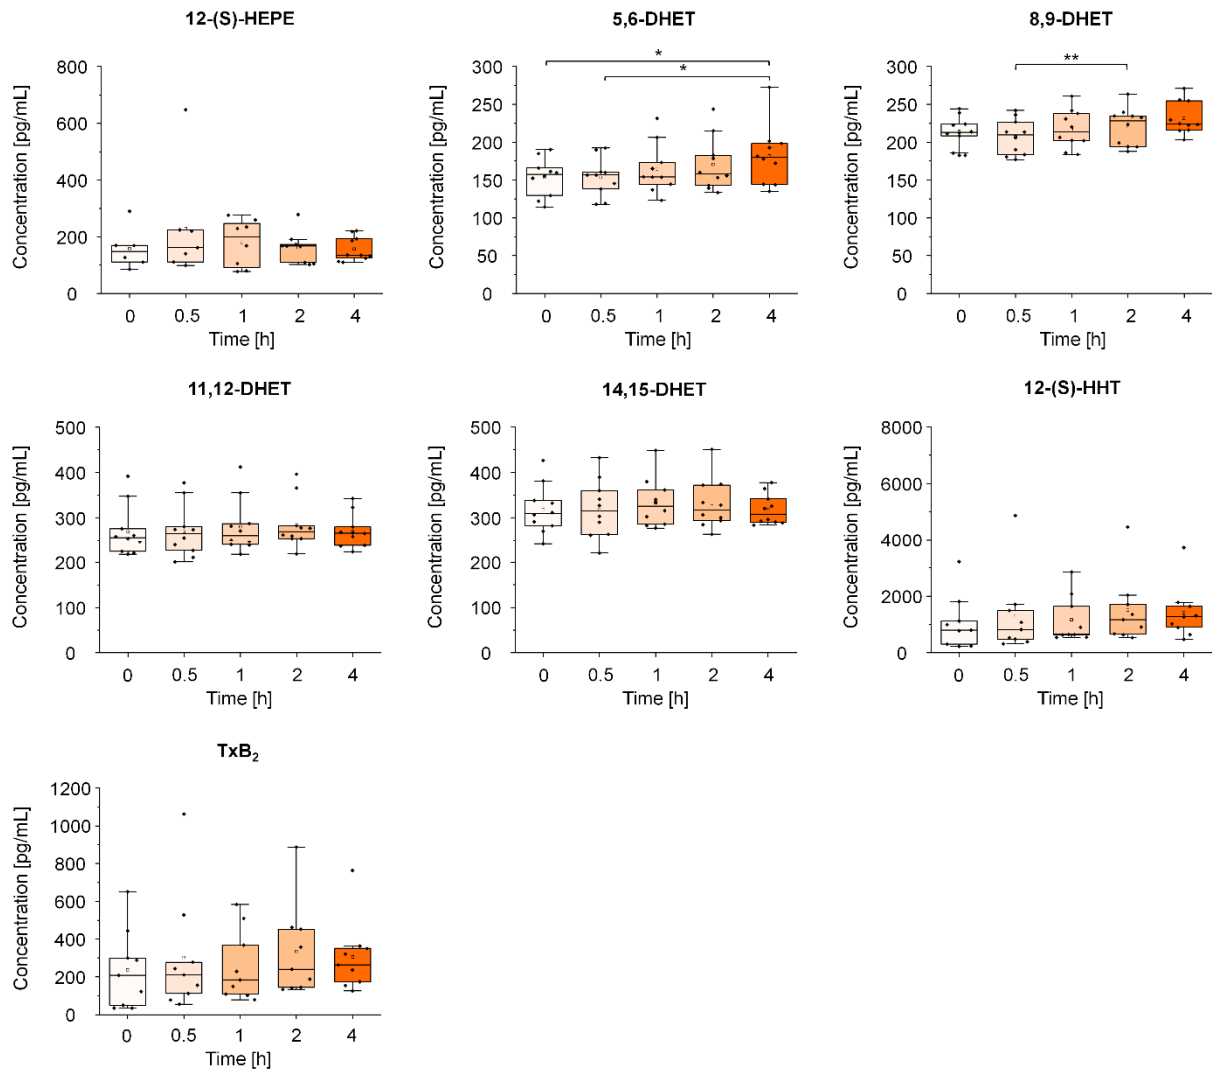 12-(S)-HEPE
5,6-DHET
8,9-DHET
Concentration [pg/mL]
800
600
400
200
0
0 0.5 1 2 4
Time [h]
Concentration [pg/mL]
300
250
200
150
100
50
0
*
*
0 0.5 1 2 4
Time [h]
Concentration [pg/mL]
300
250
200
150
100
50
0
**
0 0.5 1 2 4
Time [h]
11,12-DHET
14,15-DHET
12-(S)-HHT
Concentration [pg/mL]
500
400
300
200
100
0
0 0.5 1 2 4
Time [h]
Concentration [pg/mL]
500
400
300
200
100
0
0 0.5 1 2 4
Time [h]
Concentration [pg/mL]
8000
6000
4000
2000
0
0 0.5 1 2 4
Time [h]
TxB₂
Concentration [pg/mL]
1200
1000
800
600
400
200
0
0 0.5 1 2 4
Time [h]